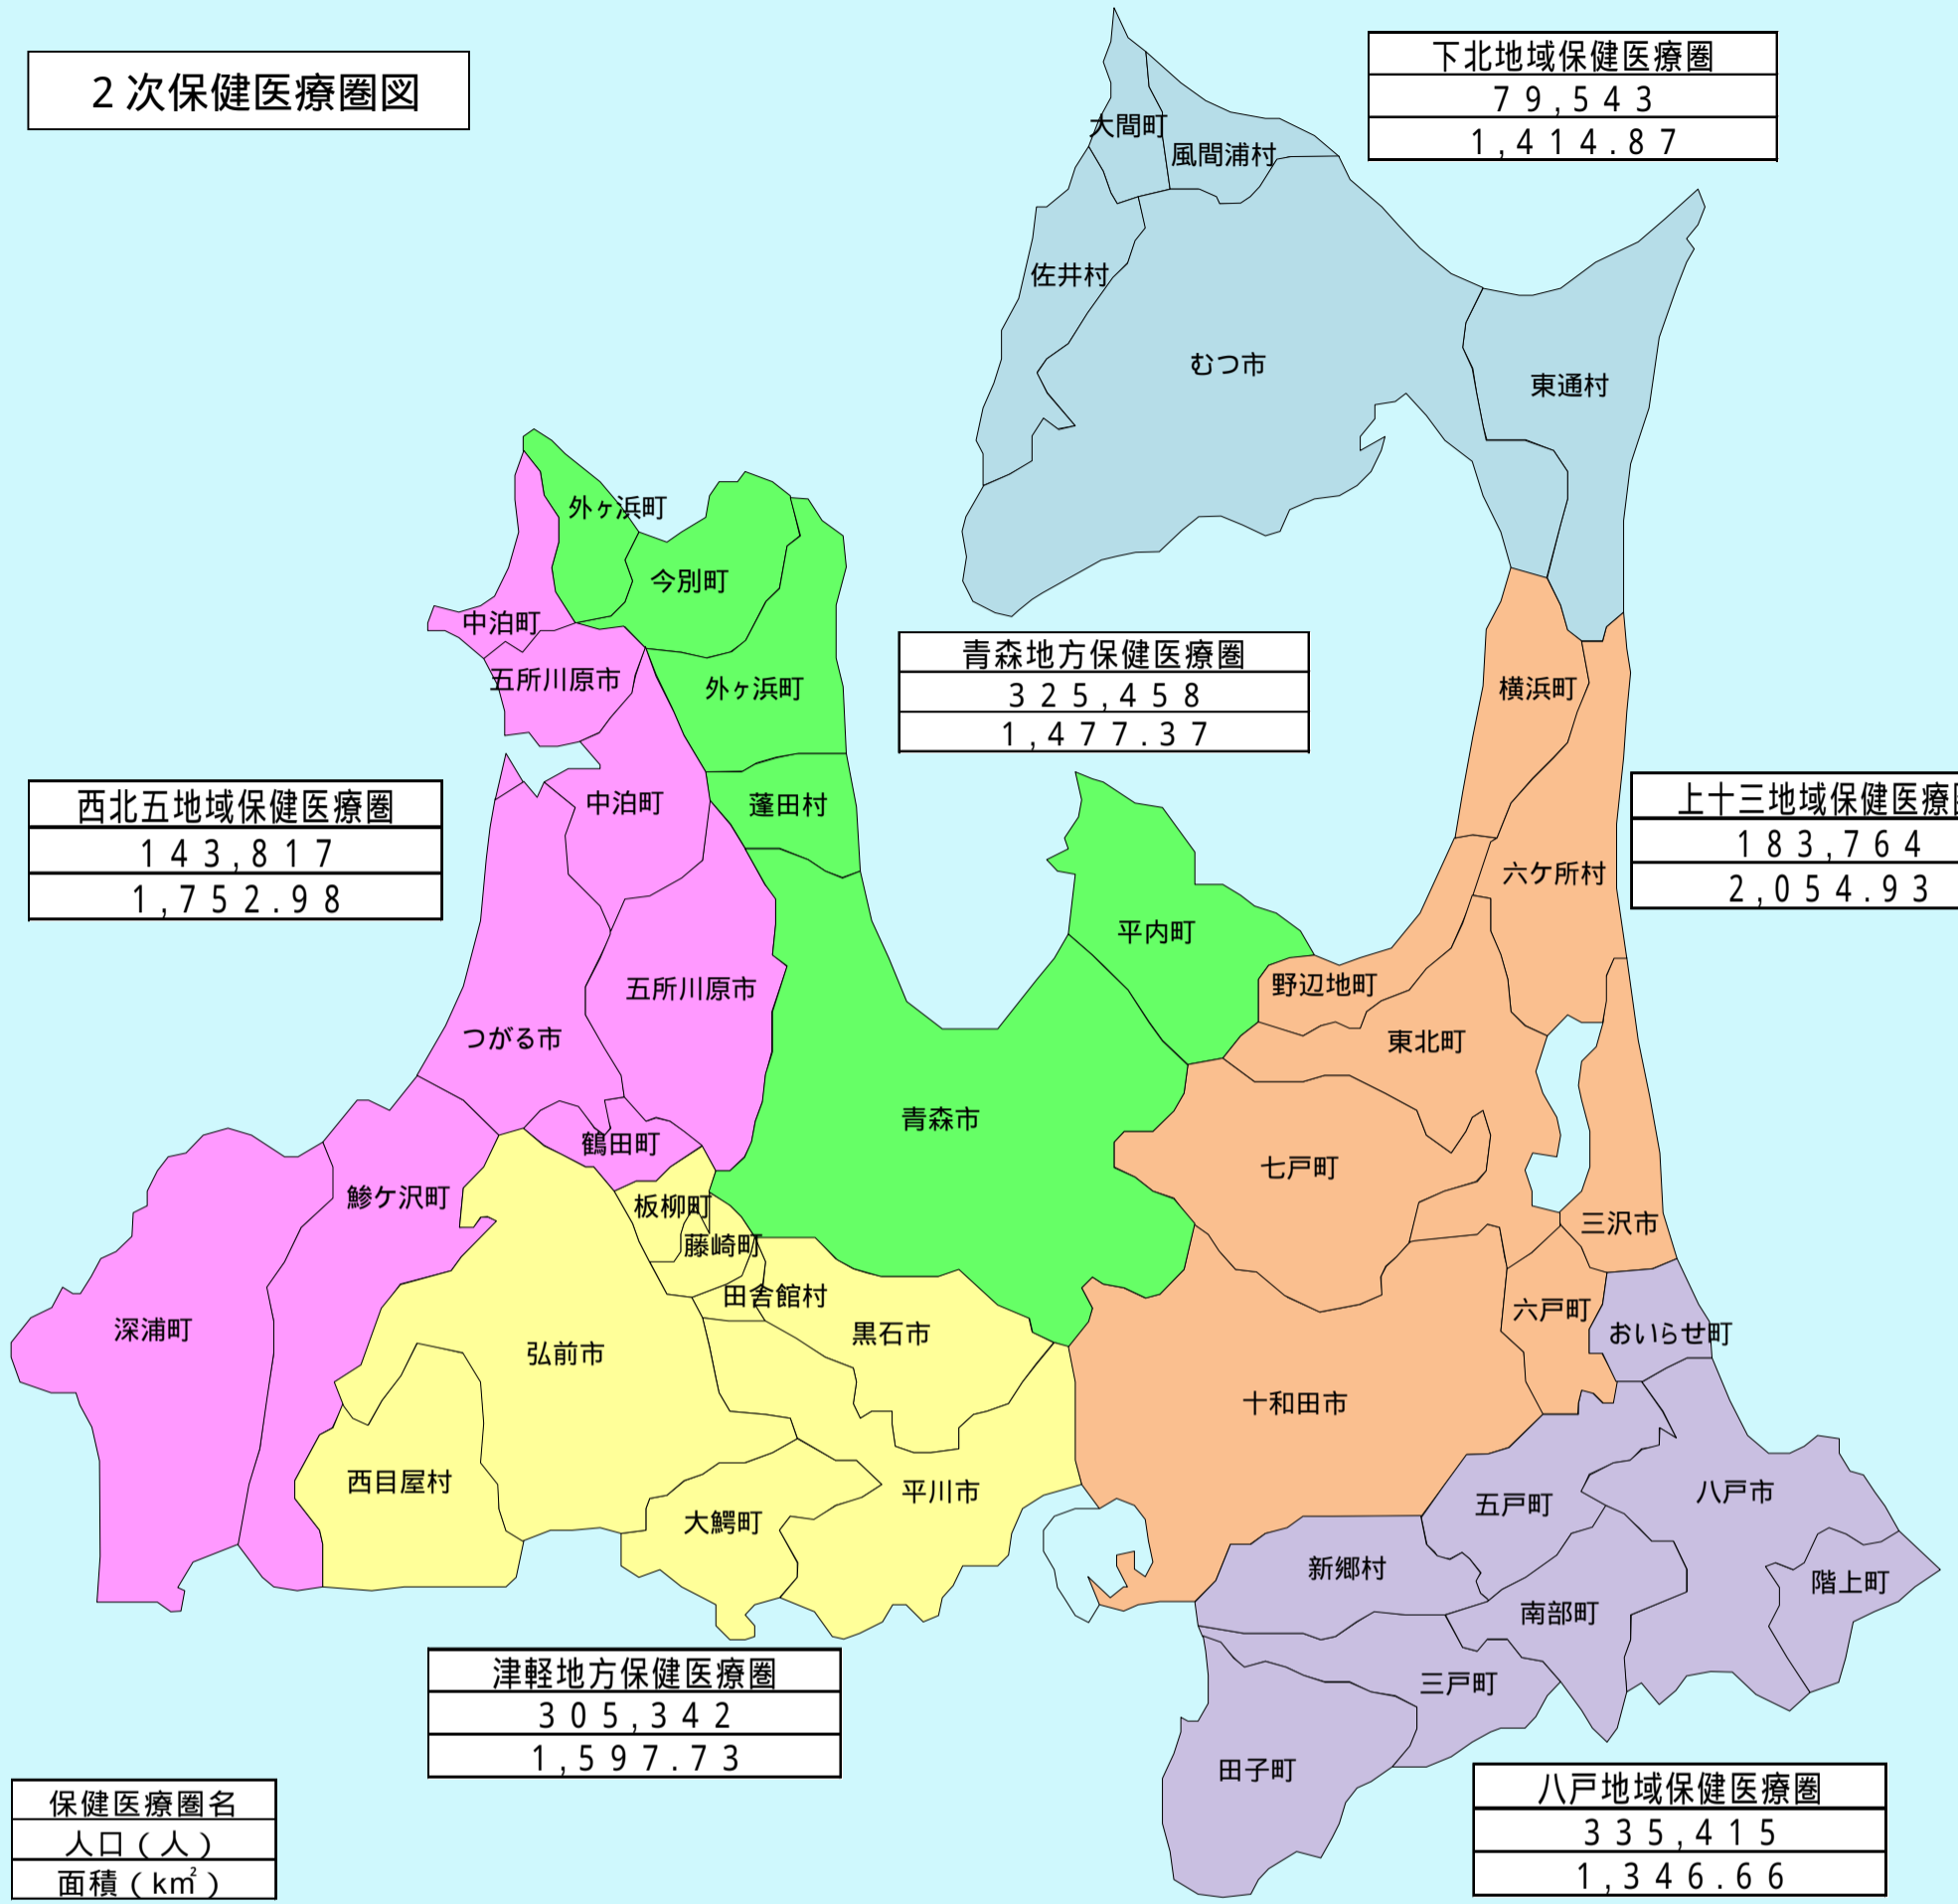 ２次保健医療圏図
下北地域保健医療圏
７９,５４３
１,４１４.８７
大間町
風間浦村
佐井村
むつ市
東通村
外ヶ浜町
今別町
中泊町
五所川原市
外ヶ浜町
青森地方保健医療圏
３２５,４５８
１,４７７.３７
横浜町
西北五地域保健医療圏
１４３,８１７
１,７５２.９８
中泊町
蓬田村
上十三地域保健医療圏
１８３,７６４
２,０５４.９３
六ケ所村
平内町
五所川原市
野辺地町
つがる市
東北町
青森市
鶴田町
七戸町
鰺ケ沢町
板柳町
三沢市
藤崎町
田舎館村
六戸町
深浦町
黒石市
おいらせ町
弘前市
十和田市
西目屋村
平川市
八戸市
大鰐町
五戸町
新郷村
階上町
南部町
津軽地方保健医療圏
３０５,３４２
１,５９７.７３
三戸町
田子町
八戸地域保健医療圏
３３５,４１５
１,３４６.６６
保健医療圏名
人口（人）
面積（k㎡）